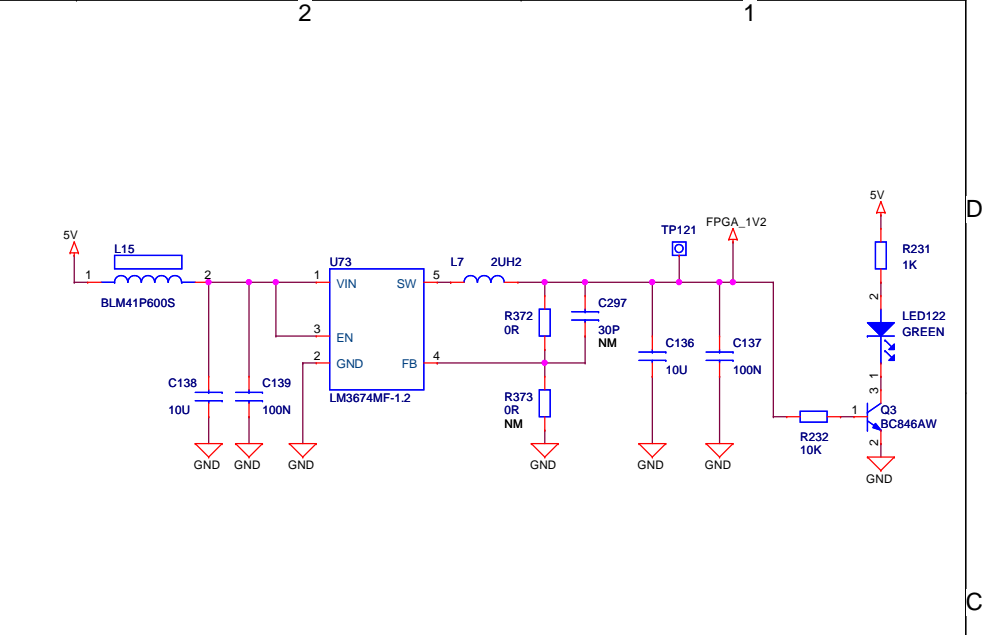 2
1
D
5V
L15
1
2
BLM41P600S
C138
10U
C139
100N
GND
GND
GND
U73
1
VIN
SW
5
3
EN
2
GND
FB
4
LM3674MF-1.2
L7
2UH2
R372
0R
C297
30P
NM
R373
0R
NM
GND
TP121
FPGA_1V2
C136
10U
C137
100N
GND
GND
5V
R231
1K
2
LED122
GREEN
1
3
1
Q3
BC846AW
R232
10K
2
GND
C